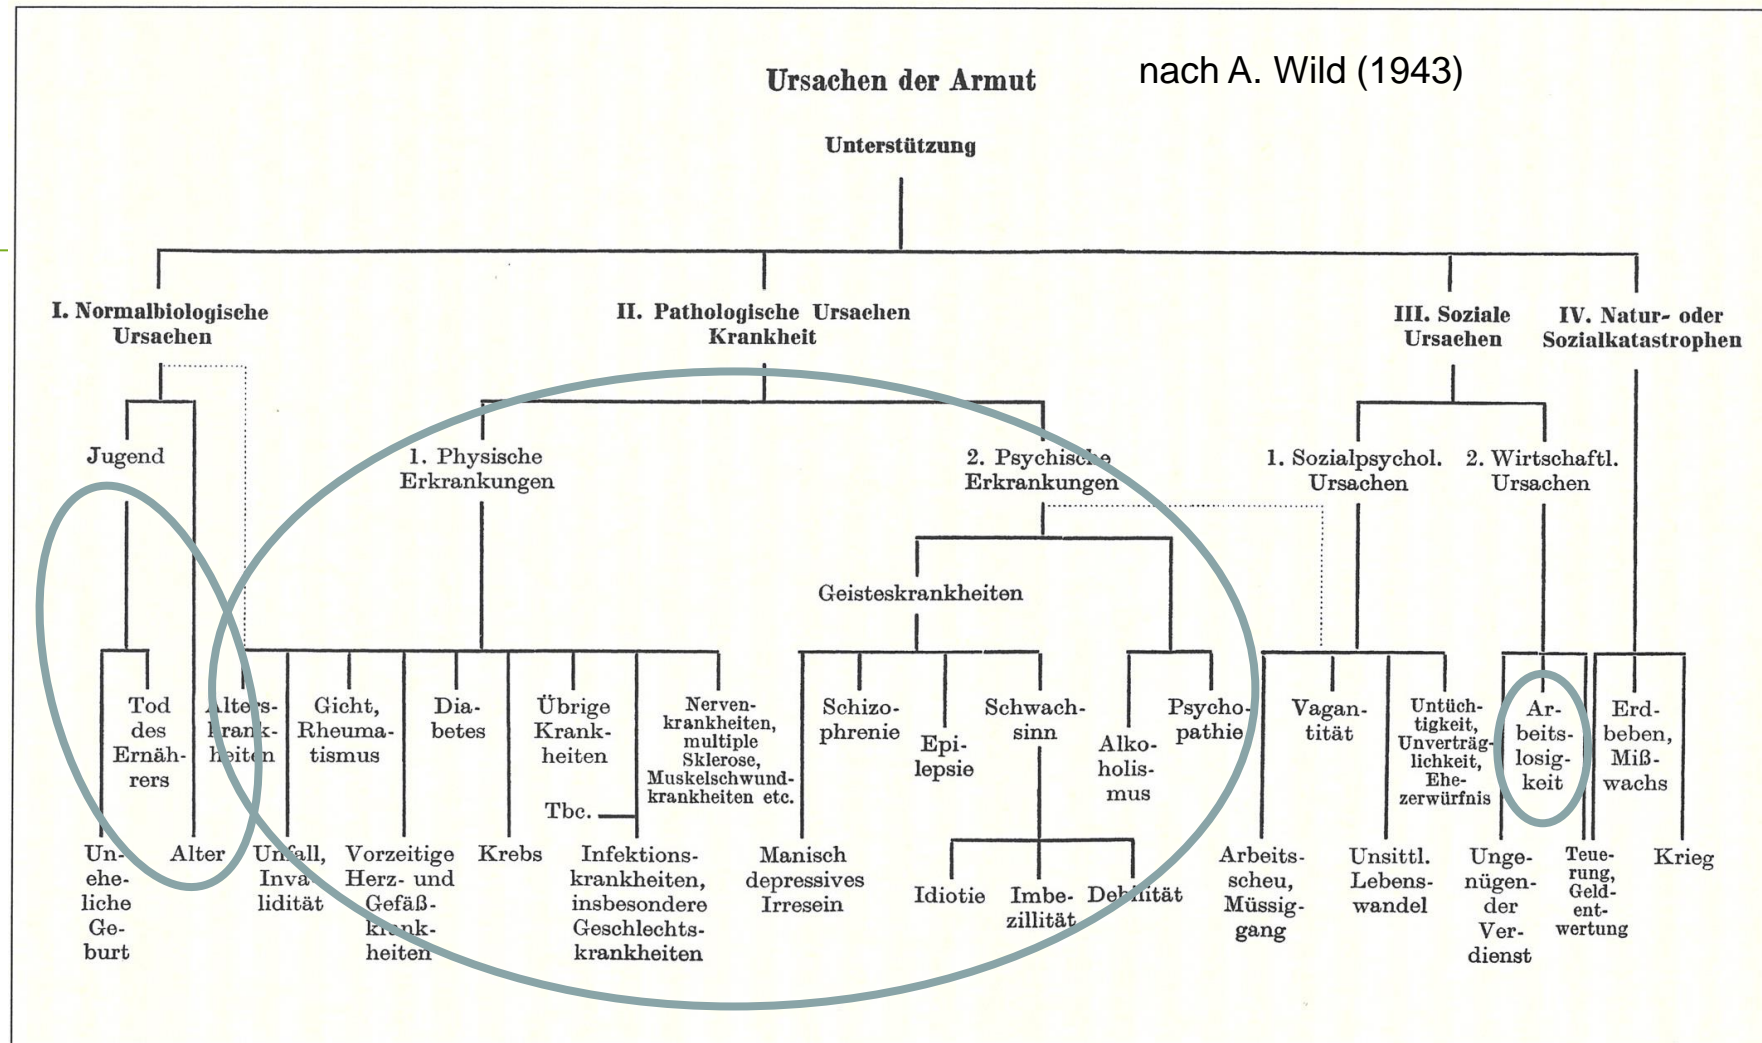 Ursachen der Armut
nach A. Wild (1943)
Unterstützung
I. Normalbiologische
Ursachen
II. Pathologische Ursachen
Krankheit
III. Soziale
Ursachen
IV. Natur- oder
Sozialkatastrophen
Jugend
1. Physische
Erkrankungen
2. Psychische
Erkrankungen
1. Sozialpsychol.
Ursachen
2. Wirtschaftl.
Ursachen
Geisteskrankheiten
Tod
des
Ernäh-
rers
Alters-
krank-
heiten
Gicht,
Rheuma-
tismus
Dia-
betes
Übrige
Krank-
heiten
Nerven-
krankheiten,
multiple
Sklerose,
Muskelschwund-
krankheiten etc.
Schizo-
phrenie
Epi-
lepsie
Schwach-
sinn
Alko-
holis-
mus
Psycho-
pathie
Vagan-
tität
Untüch-
tigkeit,
Unverträg-
lichkeit,
Ehe-
zerwürfnis
Ar-
beits-
losig-
keit
Erd-
beben,
Miß-
wachs
Tbc.
Un-
ehe-
liche
Ge-
burt
Alter
Unfall,
Inva-
lidität
Vorzeitige
Herz- und
Gefäß-
krank-
heiten
Krebs
Infektions-
krankheiten,
insbesondere
Geschlechts-
krankheiten
Manisch
depressives
Irresein
Idiotie
Imbe-
zillität
Debilität
Arbeits-
scheu,
Müssig-
gang
Unsittl.
Lebens-
wandel
Unge-
nügen-
der
Ver-
dienst
Teue-
rung,
Geld-
ent-
wertung
Krieg